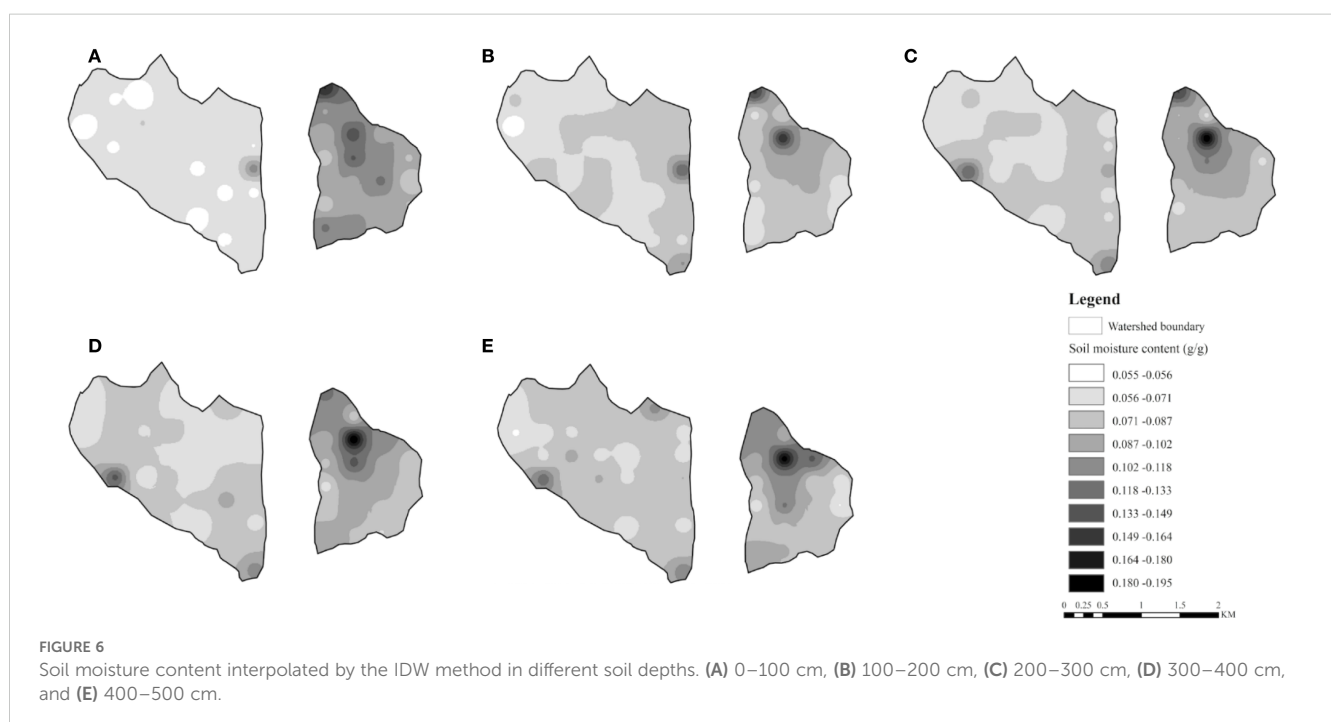 A
B
C
D
E
Legend
Watershed boundary
Soil moisture content (g/g)
0.055 -0.056
0.056 -0.071
0.071 -0.087
0.087 -0.102
0.102 -0.118
0.118 -0.133
0.133 -0.149
0.149 -0.164
0.164 -0.180
0.180 -0.195
0 0.25 0.5 1 1.5 2
KM
FIGURE 6
Soil moisture content interpolated by the IDW method in different soil depths. (A) 0–100 cm, (B) 100–200 cm, (C) 200–300 cm, (D) 300–400 cm,
and (E) 400–500 cm.